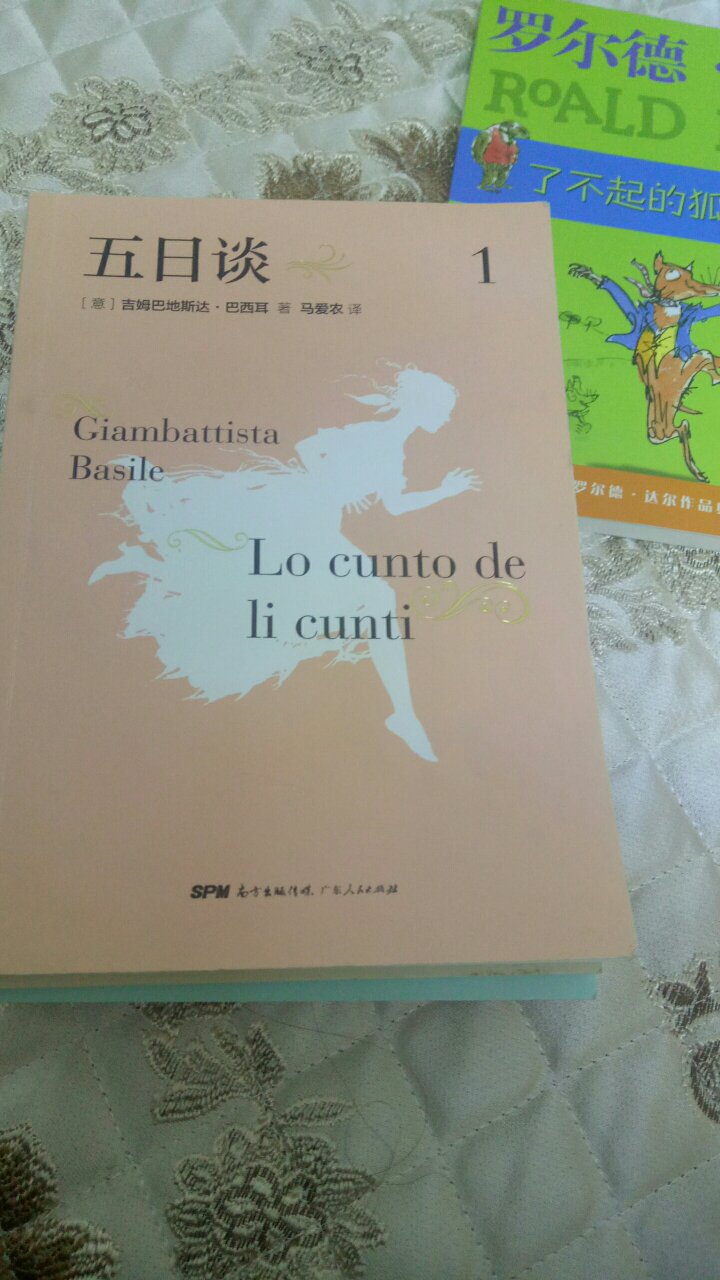 五日谈
1
[意]吉姆巴地斯达·巴西耳 著 马爱农 译
Giambattista
Basile
Lo cunto de
li cunti
SPM 南方出版传媒 广东人民出版社
罗尔德·
ROALD
了不起的狐
罗尔德·达尔作品